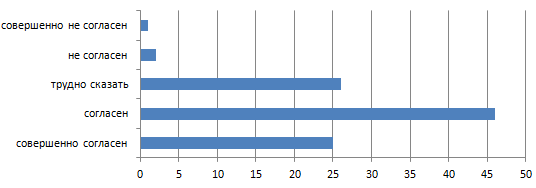 совершенно не согласен
не согласен
трудно сказать
согласен
совершенно согласен
0 5 10 15 20 25 30 35 40 45 50